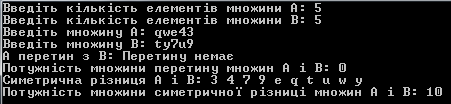 Введіть кількість елементів множини A: 5
Введіть кількість елементів множини B: 5
Введіть множину A: qwe43
Введіть множину B: ty7u9
A перетин з B: Перетину немає
Потужність множини перетину множин A і B: 0
Симетрична різниця A і B: 3 4 7 9 e q t u w y
Потужність множини симетричної різниці множин A і B: 10